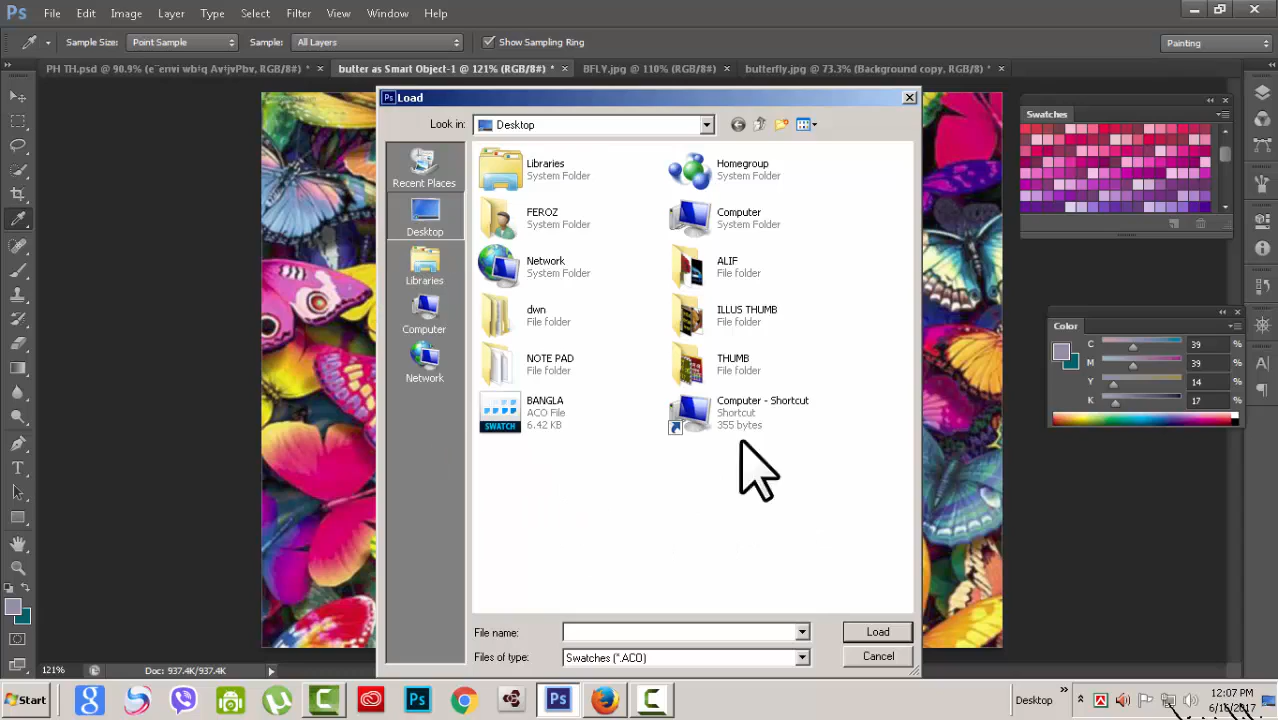 Ps File Edit Image Layer Type Select Filter View Window Help
Sample Size: Point Sample Sample: All Layers Show Sampling Ring Painting
butter as Smart Object-1 @ 121% (RGB/8#) * × BFLY.jpg @ 110% (RGB/8#) × butterfly.jpg @ 73.3% (Background copy, RGB/8) * ×
Ps Load
Look in: Desktop
Recent Places
Desktop
Libraries
Computer
Network
Libraries
System Folder
Homegroup
System Folder
FEROZ
System Folder
Computer
System Folder
Network
System Folder
ALIF
File folder
dwn
File folder
ILLUS THUMB
File folder
NOTE PAD
File folder
THUMB
File folder
SWATCH
BANGLA
ACO File
6.42 KB
Computer - Shortcut
Shortcut
355 bytes
File name: Load
Files of type: Swatches (*.ACO) Cancel
Swatches
Color
C 39 %
M 39 %
Y 14 %
K 17 %
121% Doc: 937.4K/937.4K
Start Desktop 12:07 PM
6/16/2017